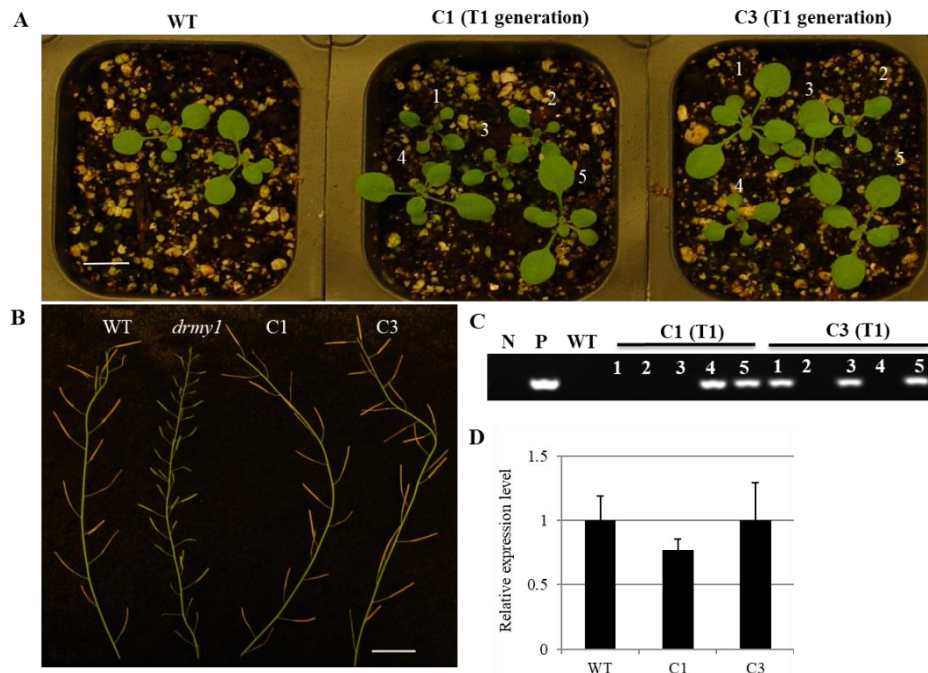 A
WT
C1 (T1 generation)
C3 (T1 generation)
1
2
3
4
5
1
2
3
4
5
B
WT
drmy1
C1
C3
C
N P WT
C1 (T1)
C3 (T1)
1 2 3 4 5 1 2 3 4 5
D
Relative expression level
1.5
1
0.5
0
WT C1 C3